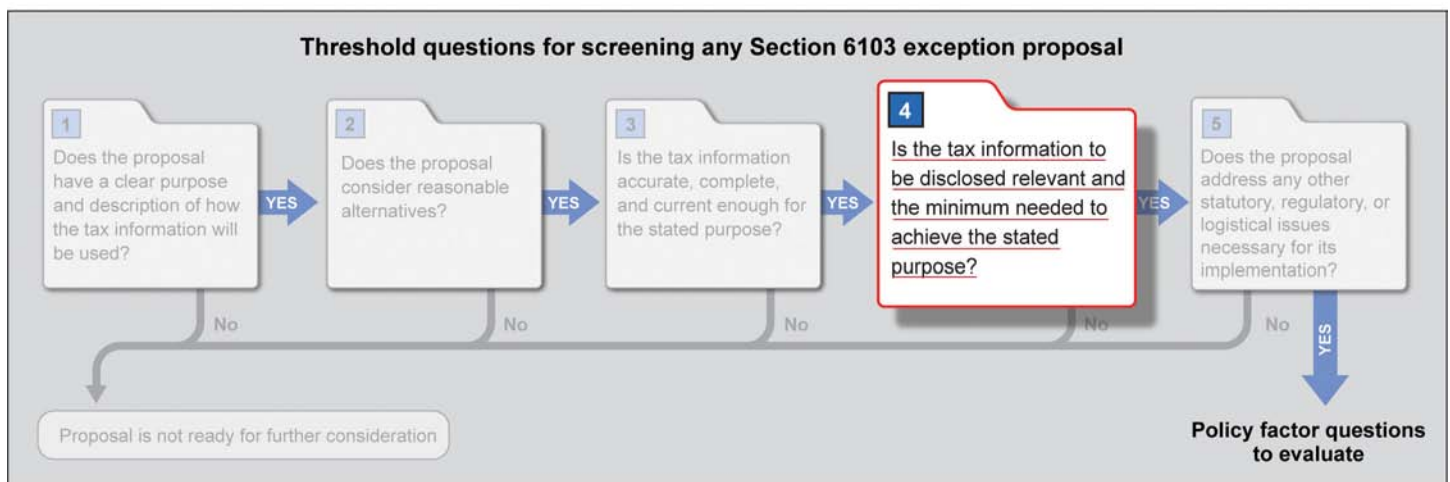 Threshold questions for screening any Section 6103 exception proposal
1
Does the proposal
have a clear purpose
and description of how
the tax information will
be used?
YES
2
Does the proposal
consider reasonable
alternatives?
YES
3
Is the tax information
accurate, complete,
and current enough for
the stated purpose?
YES
4
Is the tax information to
be disclosed relevant and
the minimum needed to
achieve the stated
purpose?
YES
5
Does the proposal
address any other
statutory, regulatory, or
logistical issues
necessary for its
implementation?
No
No
No
No
No
YES
Proposal is not ready for further consideration
Policy factor questions
to evaluate